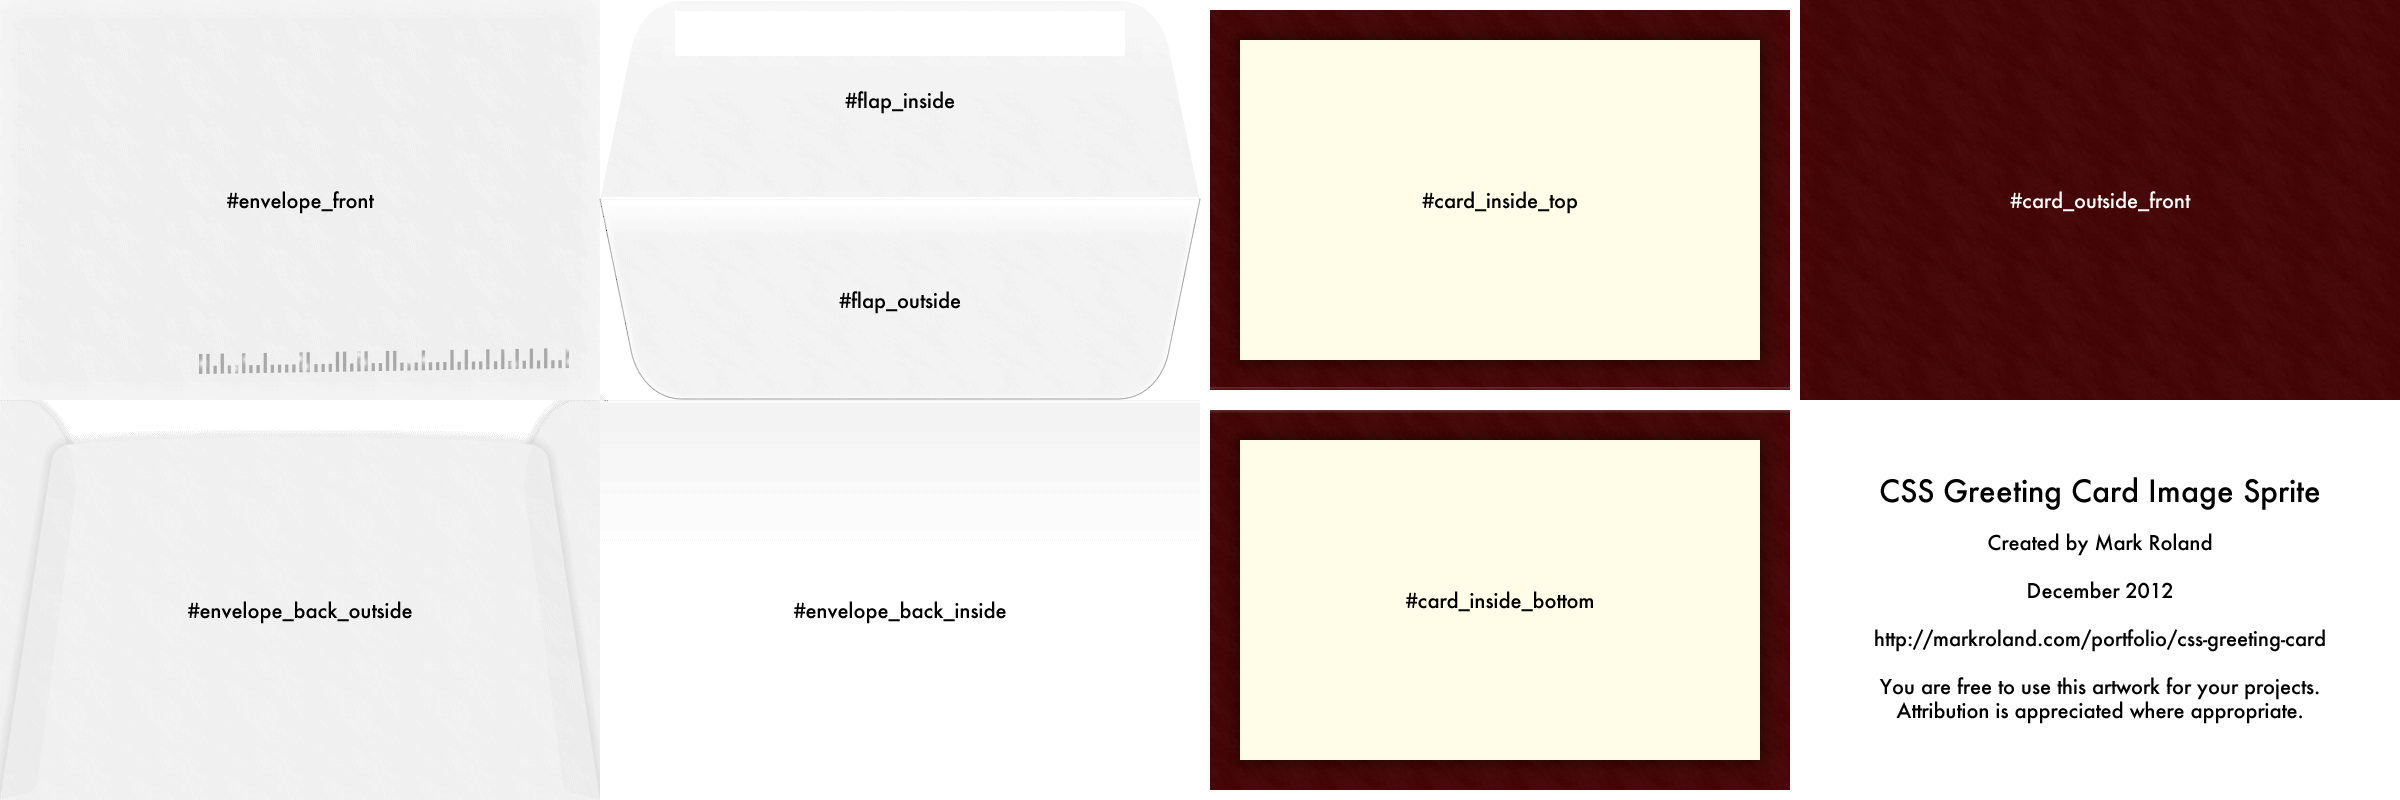 #envelope_front
#flap_inside
#flap_outside
#card_inside_top
#card_outside_front
#envelope_back_outside
#envelope_back_inside
#card_inside_bottom
CSS Greeting Card Image Sprite
Created by Mark Roland
December 2012
http://markroland.com/portfolio/css-greeting-card
You are free to use this artwork for your projects.
Attribution is appreciated where appropriate.